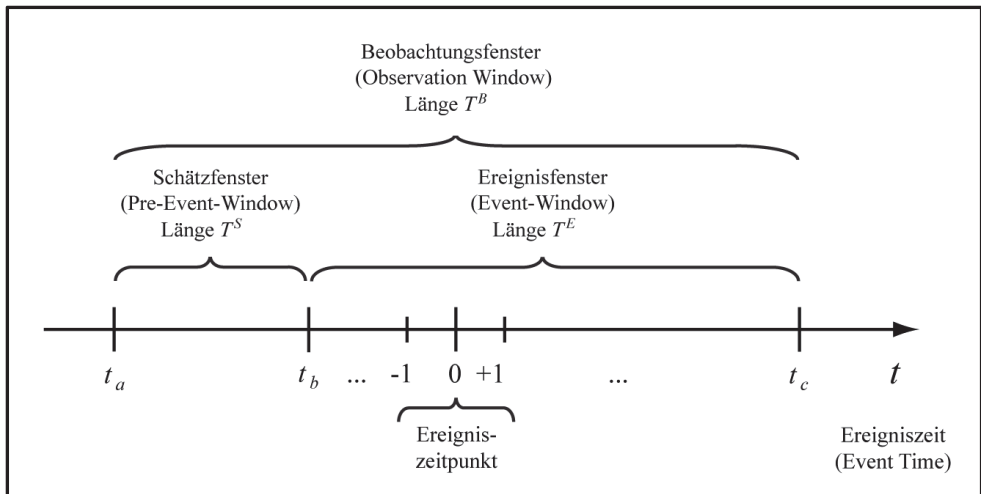 Beobachtungsfenster
(Observation Window)
Länge T^B
Schätzfenster
(Pre-Event-Window)
Länge T^S
Ereignisfenster
(Event-Window)
Länge T^E
t_a t_b ... -1 0 +1 ... t_c t
Ereignis-
zeitpunkt
Ereigniszeit
(Event Time)